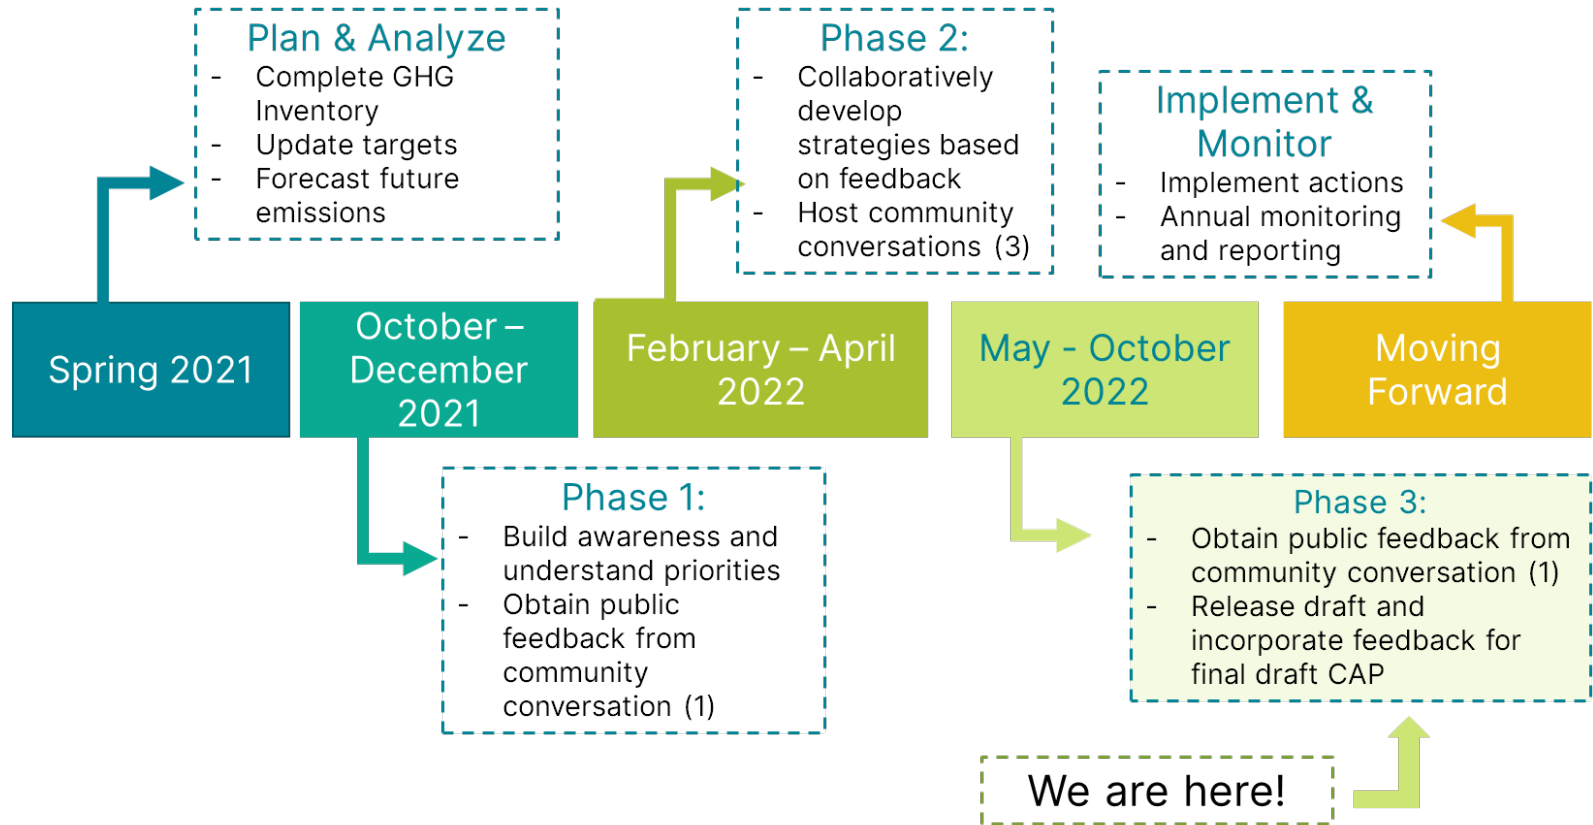 Plan & Analyze
- Complete GHG
Inventory
- Update targets
- Forecast future
emissions
Phase 2:
- Collaboratively
develop
strategies based
on feedback
- Host community
conversations (3)
Implement &
Monitor
- Implement actions
- Annual monitoring
and reporting
Spring 2021
October –
December
2021
February – April
2022
May - October
2022
Moving
Forward
Phase 1:
- Build awareness and
understand priorities
- Obtain public
feedback from
community
conversation (1)
Phase 3:
- Obtain public feedback from
community conversation (1)
- Release draft and
incorporate feedback for
final draft CAP
We are here!